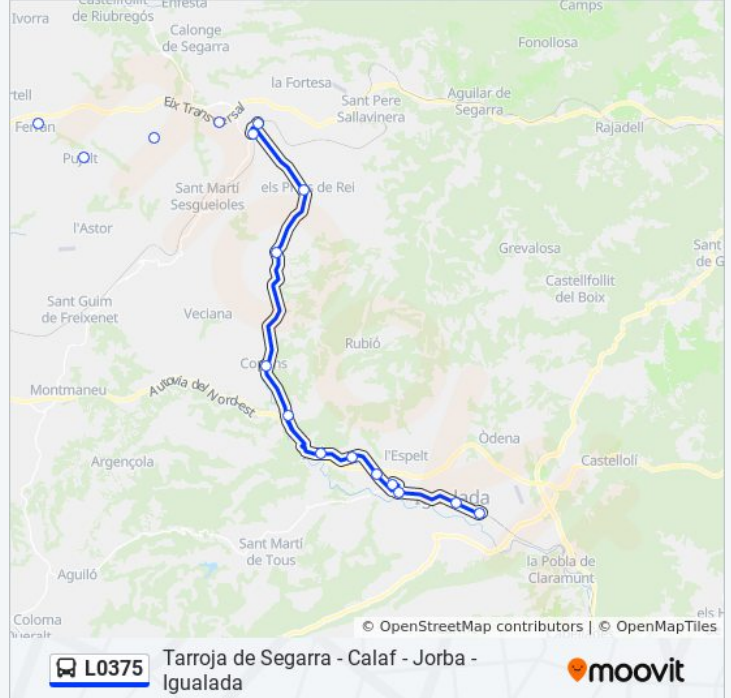 Castellfollit
de Riubregós
Enfesta
Camps
Ivorra
Calonge
de Segarra
Fonollosa
la Fortesa
Aguilar de
Segarra
Sant Pere
Sallavinera
Eix Transversal
Ferran
Rajadell
Pujalt
Sant Martí
Sesgueioles
els Prats de Rei
l'Astor
Grevalosa
Castellfollit
del Boix
Sant Guim
de Freixenet
Veciana
Rubió
Copons
Montmaneu
Autovia del Nord-est
Argençola
l'Espelt
Òdena
Castellolí
Igualada
Sant Martí
de Tous
la Pobla de
Claramunt
Aguiló
Coloma
Queralt
© OpenStreetMap contributors | © OpenMapTiles
L0375
Tarroja de Segarra - Calaf - Jorba -
Igualada
moovit